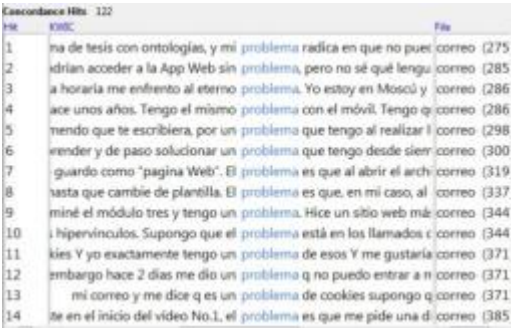 Concordance Hits 122
Hit KWIC File
1 ma de tesis con ontologías, y mi problema radica en que no pued correo (275
2 drían acceder a la App Web sin problema, pero no sé qué lengu correo (285
3 a horaria me enfrento al eterno problema. Yo estoy en Moscú y correo (286
4 ace unos años. Tengo el mismo problema con el móvil. Tengo correo (286
5 mendo que te escribiera, por un problema que tengo al realizar correo (298
6 render y de paso solucionar un problema que tengo desde siem correo (300
7 guardo como "pagina Web". El problema es que al abrir el archi correo (319
8 hasta que cambie de plantilla. El problema es que, en mi caso, al correo (337
9 miné el módulo tres y tengo un problema. Hice un sitio web má correo (344
10 hipervínculos. Supongo que el problema está en los llamados correo (344
11 kies Y yo exactamente tengo un problema de esos Y me gustaría correo (371
12 embargo hace 2 días me dio un problema q no puedo entrar a correo (371
13 mi correo y me dice q es un problema de cookies supongo q correo (371
14 te en el inicio del vídeo No.1, el problema es que me pide una d correo (385